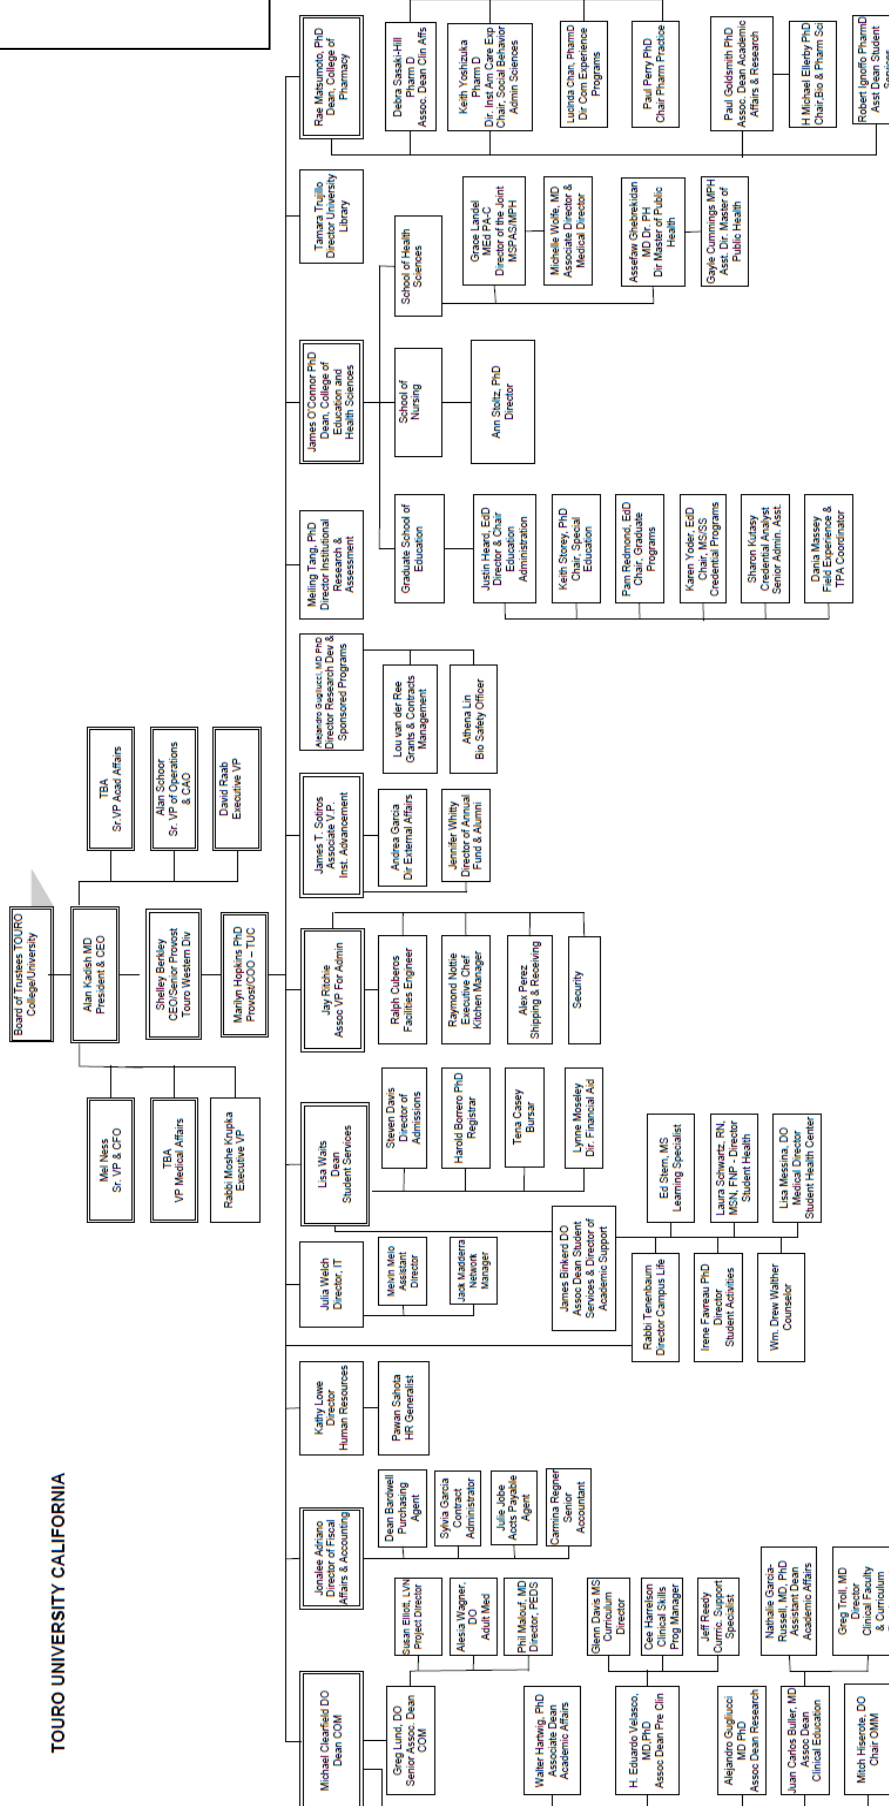 TOURO UNIVERSITY CALIFORNIA
Board of Trustees TOURO
College/University
Alan Kadish MD
President & CEO
Mel Ness
Sr. VP & CFO
TBA
Sr.VP Acad Affairs
TBA
VP Medical Affairs
Shelley Berkley
CEO/Senior Provost
Touro Western Div
Alan Schoor
Sr. VP of Operations
& CAO
Rabbi Moshe Krupka
Executive VP
Marilyn Hopkins PhD
Provost/COO – TUC
David Raab
Executive VP
Michael Clearfield DO
Dean COM
Jonalee Adriano
Director of Fiscal
Affairs & Accounting
Kathy Lowe
Director
Human Resources
Julia Welch
Director, IT
Lisa Waits
Dean
Student Services
Jay Ritchie
Assoc VP For Admin
James T. Sotiros
Associate V.P.
Inst. Advancement
Alejandro Gugliucci, MD PhD
Director Research Dev &
Sponsored Programs
Meiling Tang, PhD
Director Institutional
Research &
Assessment
James O'Connor PhD
Dean, College of
Education and
Health Sciences
Tamara Trujillo
Director University
Library
Rae Matsumoto, PhD
Dean, College of
Pharmacy
Greg Lund, DO
Senior Assoc. Dean
COM
Susan Elliott, LVN
Project Director
Alesia Wagner,
DO
Adult Med
Phil Malouf, MD
Director, PEDS
Walter Hartwig, PhD
Associate Dean
Academic Affairs
H. Eduardo Velasco,
MD,PhD
Assoc Dean Pre Clin
Glenn Davis MS
Curriculum
Director
Cee Harrelson
Clinical Skills
Prog Manager
Jeff Reedy
Curric. Support
Specialist
Alejandro Gugliucci
MD PhD
Assoc Dean Research
Juan Carlos Buller, MD
Assoc Dean
Clinical Education
Nathalie Garcia-
Russell, MD, PhD
Assistant Dean
Academic Affairs
Greg Troll, MD
Director
Clinical Faculty
& Curriculum
Mitch Hiserote, DO
Chair OMM
Dean Bardwell
Purchasing
Agent
Sylvia Garcia
Contract
Administrator
Julie Jobe
Accts Payable
Agent
Carmina Regner
Senior
Accountant
Pawan Sahota
HR Generalist
Melvin Melo
Assistant
Director
Jack Madderra
Network
Manager
Steven Davis
Director of
Admissions
Harold Borrero PhD
Registrar
Tena Casey
Bursar
Lynne Moseley
Dir. Financial Aid
James Binkerd DO
Assoc Dean Student
Services & Director of
Academic Support
Rabbi Tenenbaum
Director Campus Life
Irene Favreau PhD
Director
Student Activities
Wm. Drew Walther
Counselor
Ed Stern, MS
Learning Specialist
Laura Schwartz, RN,
MSN, FNP - Director
Student Health
Lisa Messina, DO
Medical Director
Student Health Center
Ralph Cuberos
Facilities Engineer
Raymond Nottie
Executive Chef
Kitchen Manager
Alex Perez
Shipping & Receiving
Security
Andrea Garcia
Dir External Affairs
Jennifer Whitty
Director of Annual
Fund & Alumni
Lou van der Ree
Grants & Contracts
Management
Athena Lin
Bio Safety Officer
Graduate School of
Education
Justin Heard, EdD
Director & Chair
Education
Administration
Keith Storey, PhD
Chair, Special
Education
Pam Redmond, EdD
Chair, Graduate
Programs
Karen Yoder, EdD
Chair, MS/SS
Credential Programs
Sharon Kutasy
Credential Analyst
Senior Admin. Asst.
Dania Massey
Field Experience &
TPA Coordinator
School of
Nursing
Ann Stoltz, PhD
Director
School of Health
Sciences
Grace Landel
MEd PA-C
Director of the Joint
MSPAS/MPH
Michelle Wolfe, MD
Associate Director &
Medical Director
Assefaw Ghebrekidan
MD Dr. PH
Dir Master of Public
Health
Gayle Cummings MPH
Asst. Dir. Master of
Public Health
Debra Sasaki-Hill
Pharm D
Assoc. Dean Clin Affs
Keith Yoshizuka
Pharm D
Dir. Inst Am Care Exp
Chair, Social Behavior
Admin Sciences
Lucinda Chan, PharmD
Dir Com Experience
Programs
Paul Perry PhD
Chair Pharm Practice
Paul Goldsmith PhD
Assoc. Dean Academic
Affairs & Research
H Michael Ellerby PhD
Chair,Bio & Pharm Sci
Robert Ignoffo PharmD
Asst Dean Student
Services